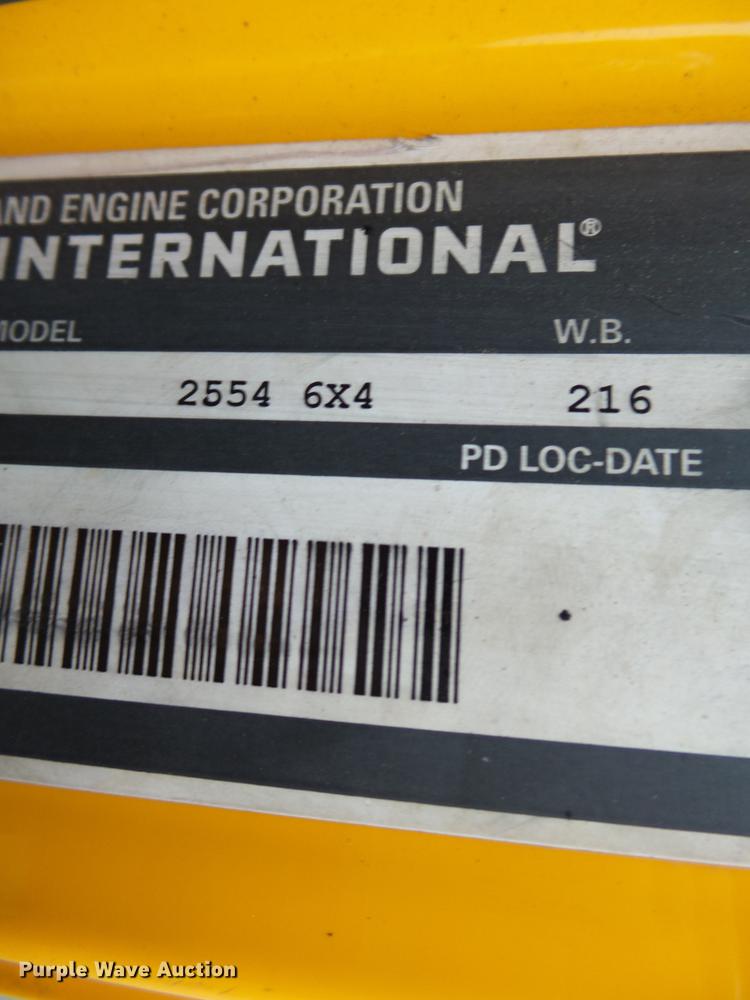 AND ENGINE CORPORATION
INTERNATIONAL®
MODEL W.B.
2554 6X4 216
PD LOC-DATE
Purple Wave Auction